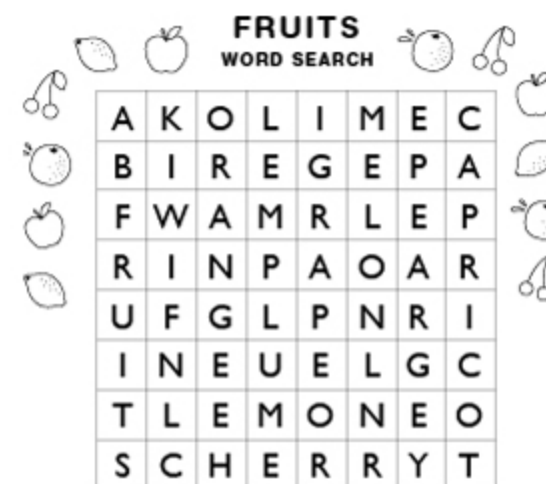 FRUITS
WORD SEARCH
A K O L I M E C
B I R E G E P A
F W A M R L E P
R I N P A O A R
U F G L P N R I
I N E U E L G C
T L E M O N E O
S C H E R R Y T